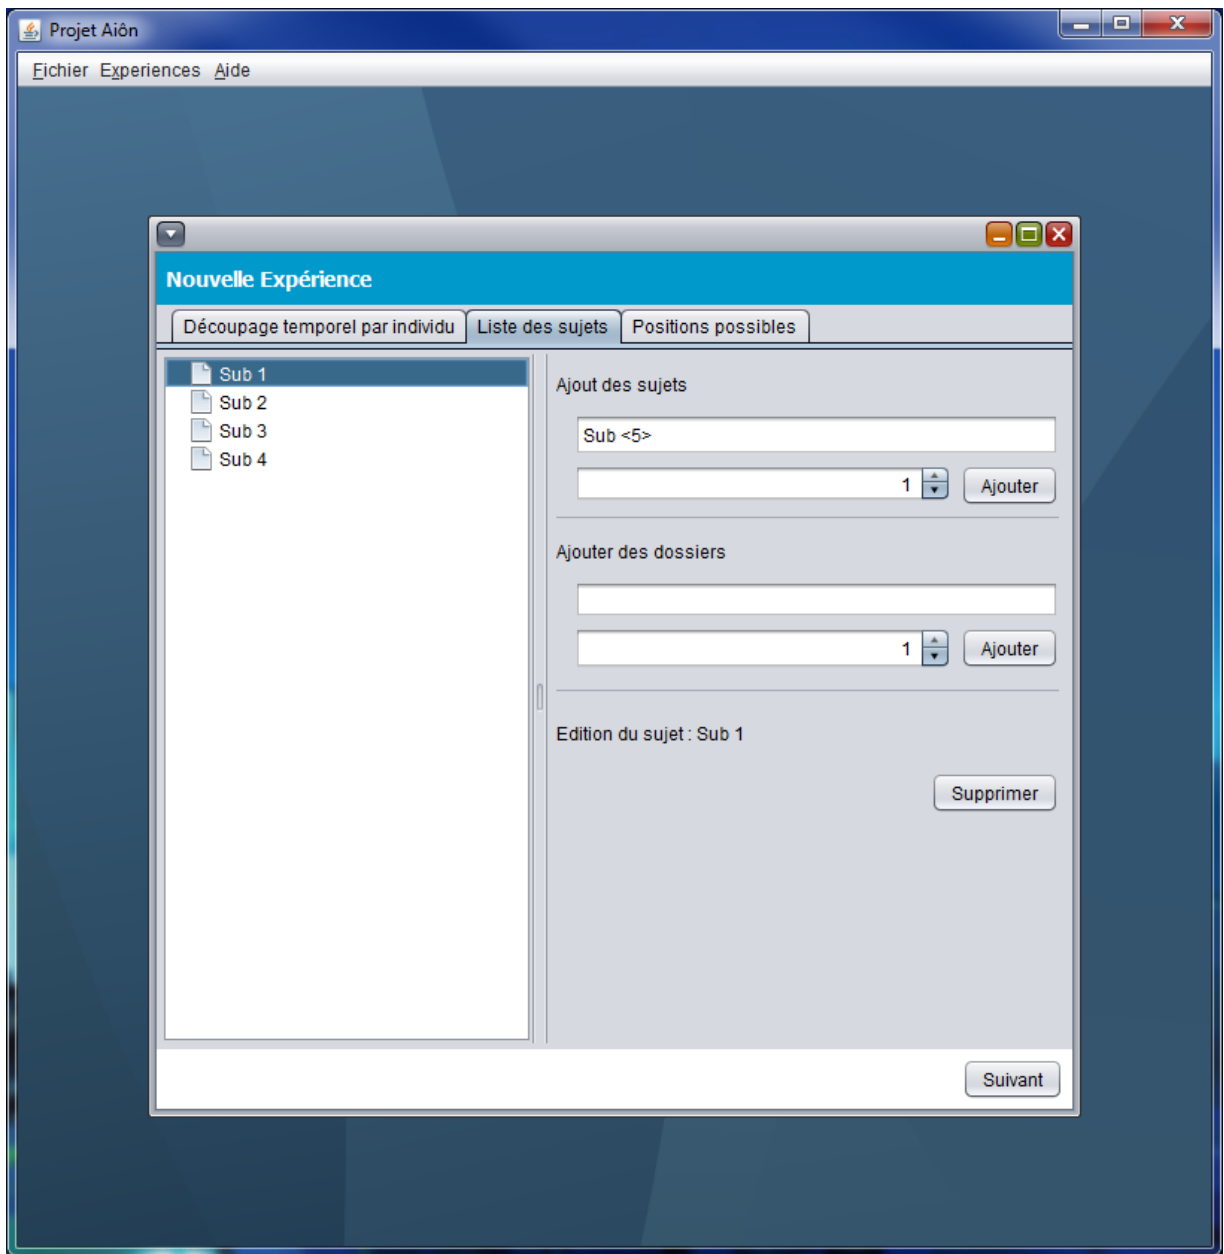 Projet Aiôn
Fichier Experiences Aide
Nouvelle Expérience
Découpage temporel par individu Liste des sujets Positions possibles
Sub 1
Sub 2
Sub 3
Sub 4
Ajout des sujets
Sub <5>
1 Ajouter
Ajouter des dossiers
1 Ajouter
Edition du sujet : Sub 1
Supprimer
Suivant